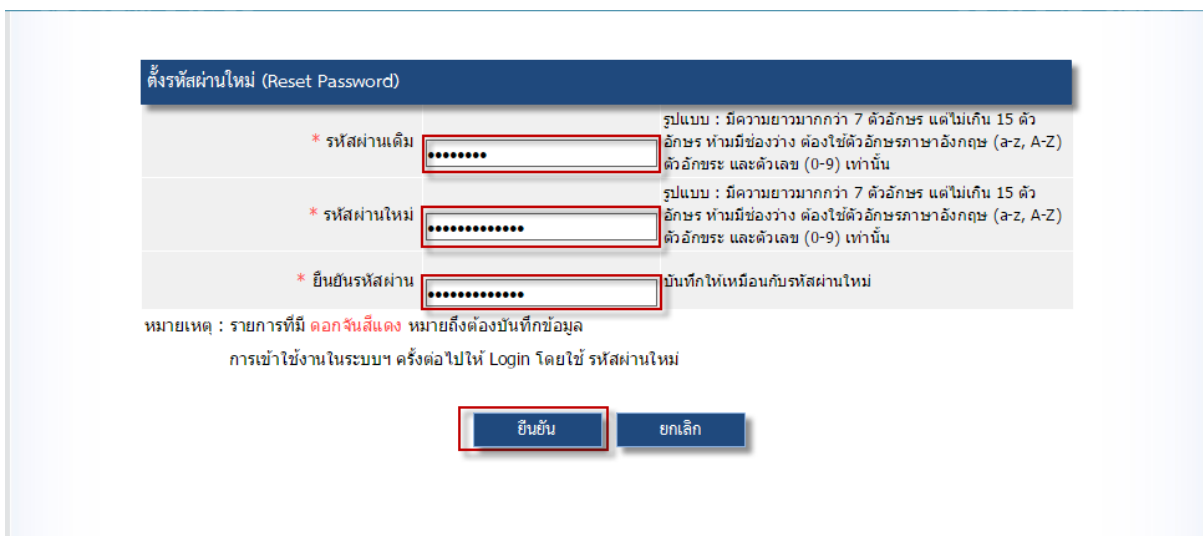 ตั้งรหัสผ่านใหม่ (Reset Password)
* รหัสผ่านเดิม
••••••••
รูปแบบ : มีความยาวมากกว่า 7 ตัวอักษร แต่ไม่เกิน 15 ตัว
อักษร ห้ามมีช่องว่าง ต้องใช้ตัวอักษรภาษาอังกฤษ (a-z, A-Z)
ตัวอักขระ และตัวเลข (0-9) เท่านั้น
* รหัสผ่านใหม่
•••••••••••••
รูปแบบ : มีความยาวมากกว่า 7 ตัวอักษร แต่ไม่เกิน 15 ตัว
อักษร ห้ามมีช่องว่าง ต้องใช้ตัวอักษรภาษาอังกฤษ (a-z, A-Z)
ตัวอักขระ และตัวเลข (0-9) เท่านั้น
* ยืนยันรหัสผ่าน
•••••••••••••
บันทึกให้เหมือนกับรหัสผ่านใหม่
หมายเหตุ : รายการที่มี ดอกจันสีแดง หมายถึงต้องบันทึกข้อมูล
การเข้าใช้งานในระบบฯ ครั้งต่อไปให้ Login โดยใช้ รหัสผ่านใหม่
ยืนยัน
ยกเลิก